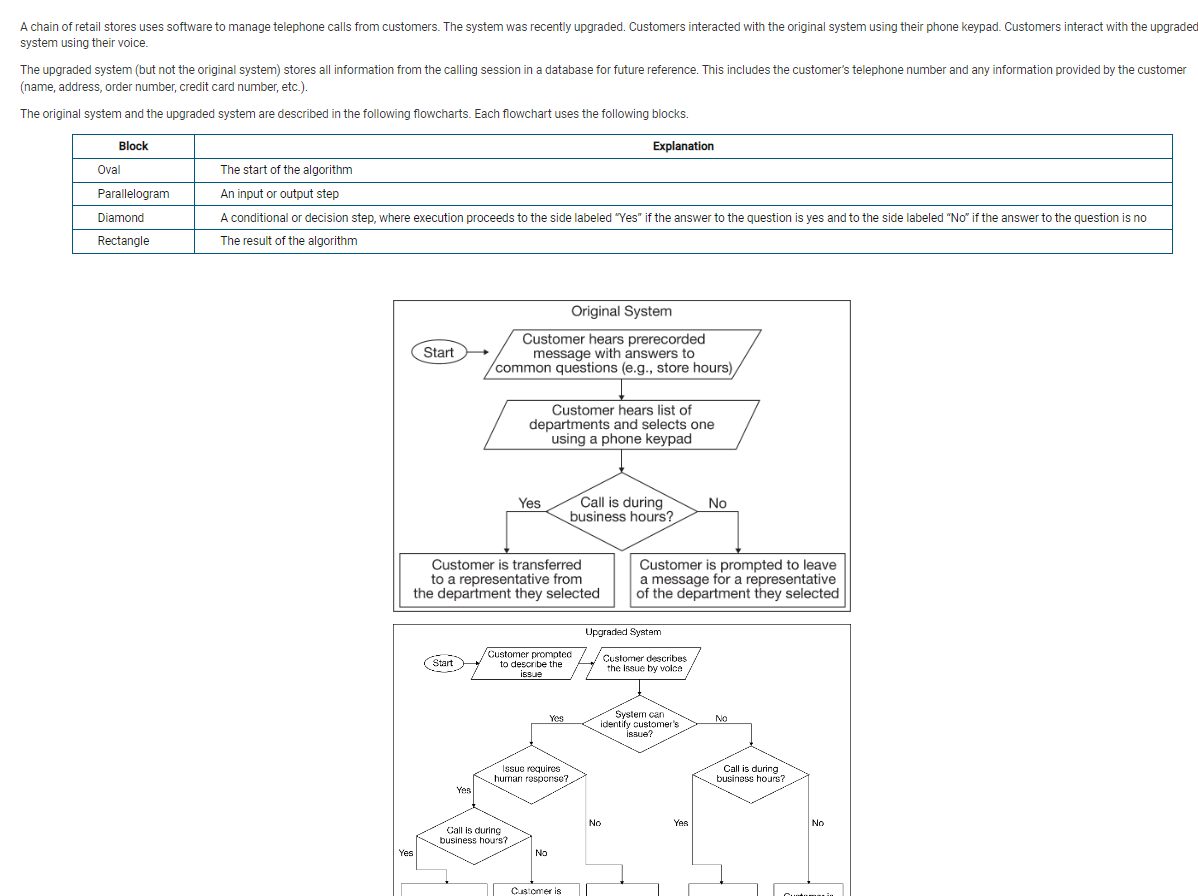 A chain of retail stores uses software to manage telephone calls from customers. The system was recently upgraded. Customers interacted with the original system using their phone keypad. Customers interact with the upgraded
system using their voice.
The upgraded system (but not the original system) stores all information from the calling session in a database for future reference. This includes the customer's telephone number and any information provided by the customer
(name, address, order number, credit card number, etc.).
The original system and the upgraded system are described in the following flowcharts. Each flowchart uses the following blocks.
Block Explanation
Oval The start of the algorithm
Parallelogram An input or output step
Diamond A conditional or decision step, where execution proceeds to the side labeled "Yes" if the answer to the question is yes and to the side labeled "No" if the answer to the question is no
Rectangle The result of the algorithm
Original System
Start
Customer hears prerecorded
message with answers to
common questions (e.g., store hours)
Customer hears list of
departments and selects one
using a phone keypad
Yes
Call is during
business hours?
No
Customer is transferred
to a representative from
the department they selected
Customer is prompted to leave
a message for a representative
of the department they selected
Upgraded System
Start
Customer prompted
to describe the
issue
Customer describes
the issue by voice
Yes
System can
identify customer's
issue?
No
Issue requires
human response?
Call is during
business hours?
Yes
No
Yes
No
Call is during
business hours?
Yes
No
Customer is